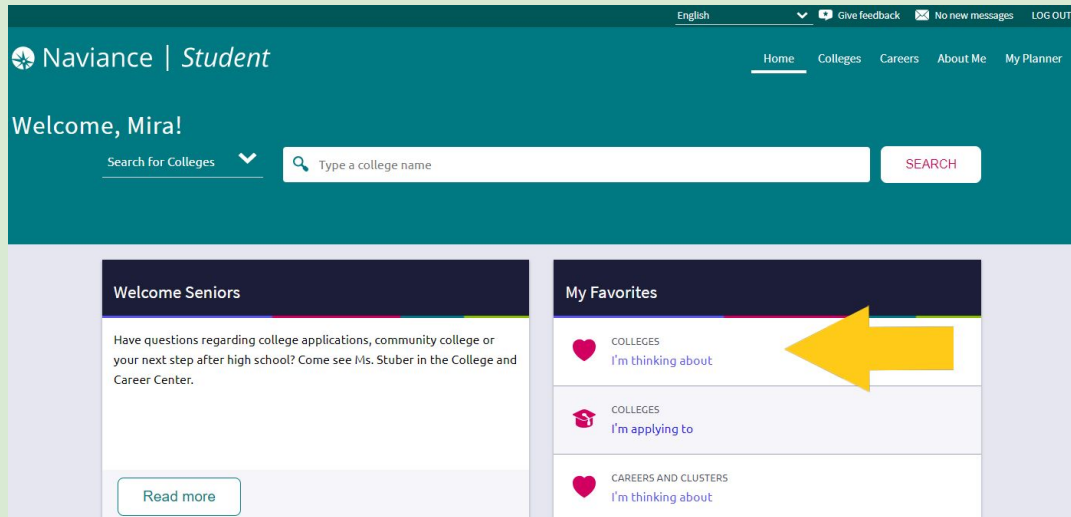 English
Give feedback
No new messages
LOG OUT
Naviance | Student
Home
Colleges
Careers
About Me
My Planner
Welcome, Mira!
Search for Colleges
Type a college name
SEARCH
Welcome Seniors
Have questions regarding college applications, community college or
your next step after high school? Come see Ms. Stuber in the College and
Career Center.
Read more
My Favorites
COLLEGES
I'm thinking about
COLLEGES
I'm applying to
CAREERS AND CLUSTERS
I'm thinking about